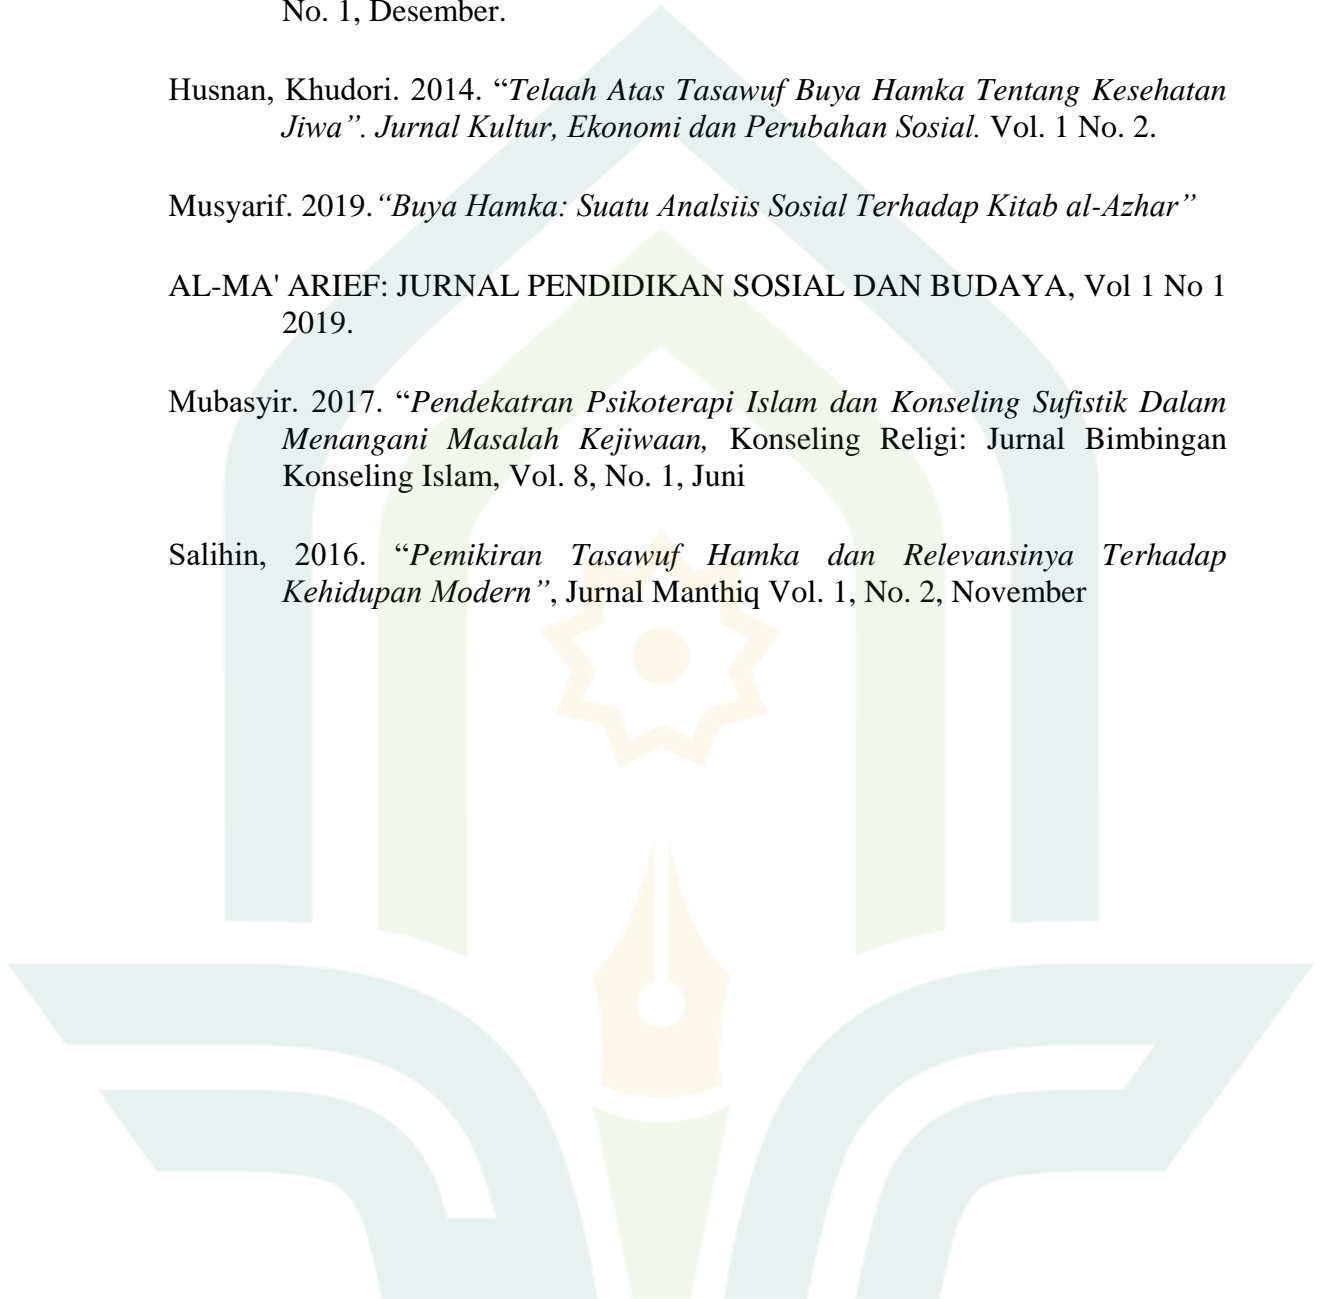 No. 1, Desember.
Husnan, Khudori. 2014. “Telaah Atas Tasawuf Buya Hamka Tentang Kesehatan
Jiwa”. Jurnal Kultur, Ekonomi dan Perubahan Sosial. Vol. 1 No. 2.
Musyarif. 2019.“Buya Hamka: Suatu Analsiis Sosial Terhadap Kitab al-Azhar”
AL-MA' ARIEF: JURNAL PENDIDIKAN SOSIAL DAN BUDAYA, Vol 1 No 1
2019.
Mubasyir. 2017. “Pendekatran Psikoterapi Islam dan Konseling Sufistik Dalam
Menangani Masalah Kejiwaan, Konseling Religi: Jurnal Bimbingan
Konseling Islam, Vol. 8, No. 1, Juni
Salihin, 2016. “Pemikiran Tasawuf Hamka dan Relevansinya Terhadap
Kehidupan Modern”, Jurnal Manthiq Vol. 1, No. 2, November